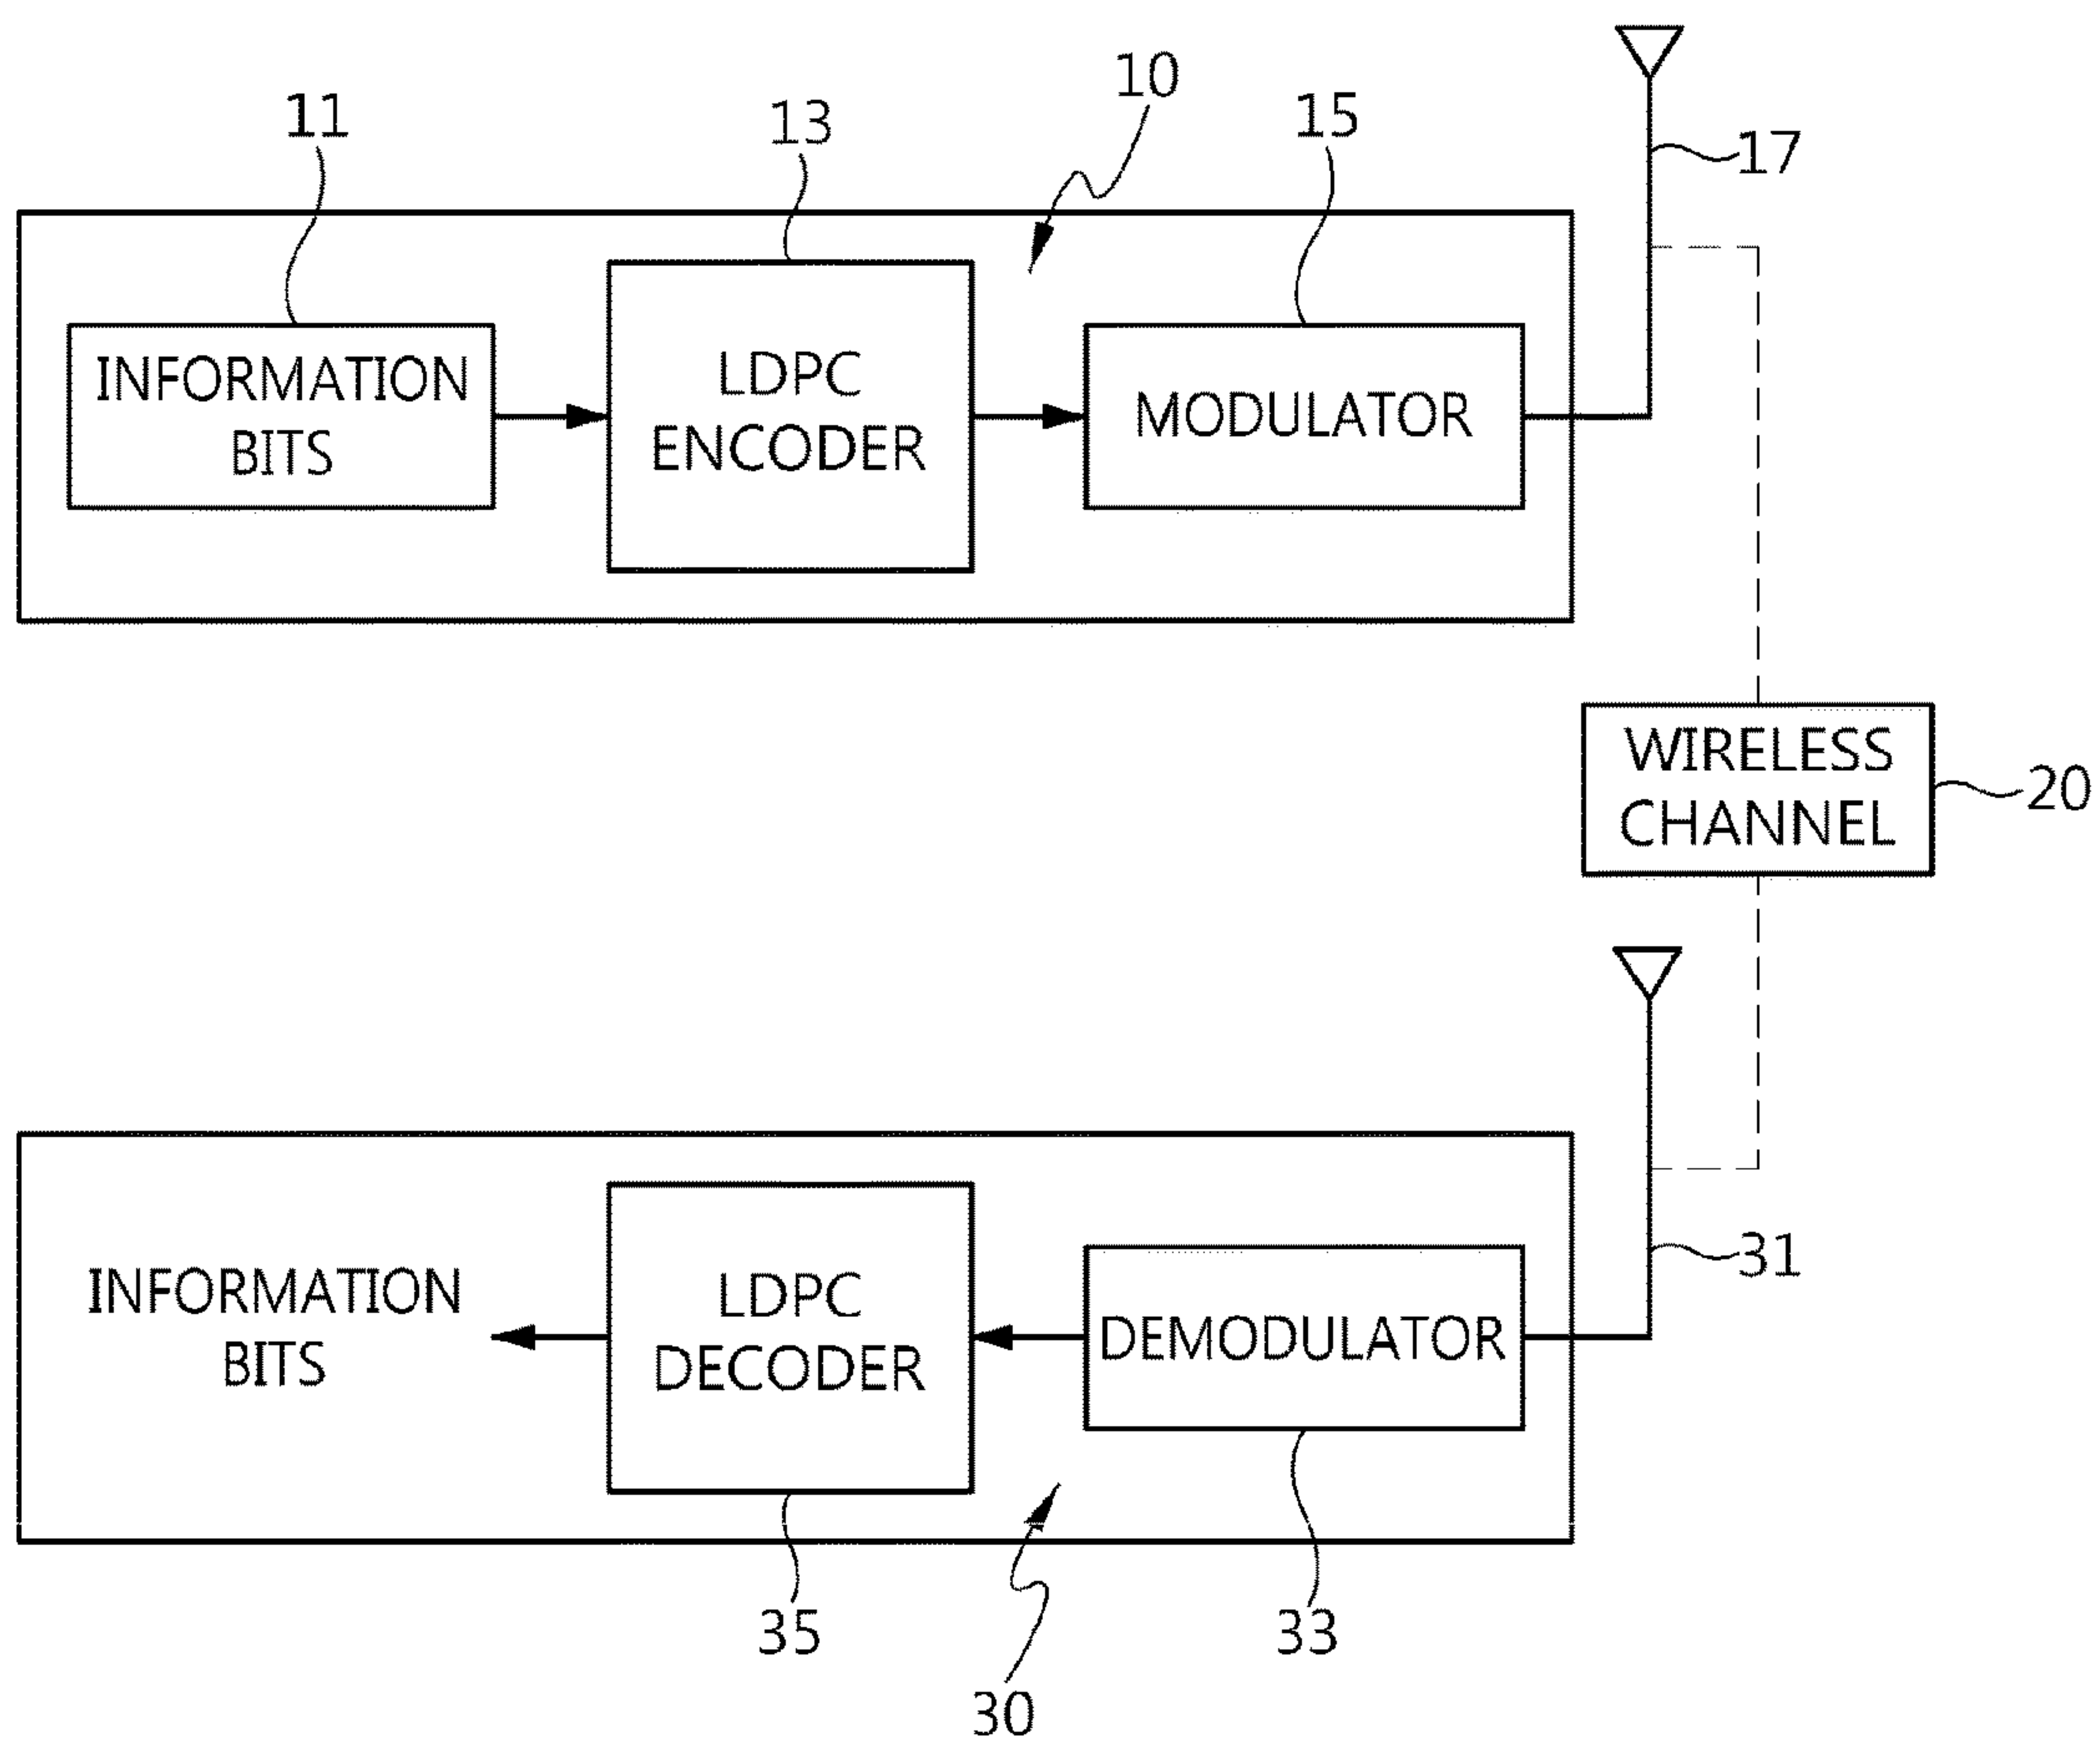 10
11
13
15
17
INFORMATION
BITS
LDPC
ENCODER
MODULATOR
WIRELESS
CHANNEL
20
31
INFORMATION
BITS
LDPC
DECODER
DEMODULATOR
35
33
30